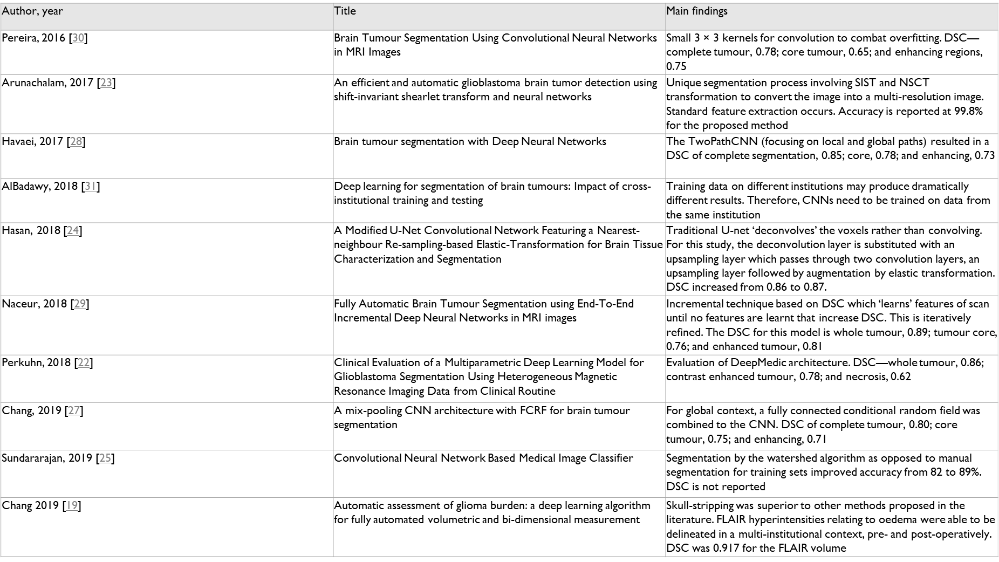 Author, year
Title
Main findings
Pereira, 2016 [30]
Brain Tumour Segmentation Using Convolutional Neural Networks
in MRI Images
Small 3 × 3 kernels for convolution to combat overfitting. DSC—
complete tumour, 0.78; core tumour, 0.65; and enhancing regions,
0.75
Arunachalam, 2017 [23]
An efficient and automatic glioblastoma brain tumor detection using
shift-invariant shearlet transform and neural networks
Unique segmentation process involving SIST and NSCT
transformation to convert the image into a multi-resolution image.
Standard feature extraction occurs. Accuracy is reported at 99.8%
for the proposed method
Havaei, 2017 [28]
Brain tumour segmentation with Deep Neural Networks
The TwoPathCNN (focusing on local and global paths) resulted in a
DSC of complete segmentation, 0.85; core, 0.78; and enhancing, 0.73
AlBadawy, 2018 [31]
Deep learning for segmentation of brain tumours: Impact of cross-
institutional training and testing
Training data on different institutions may produce dramatically
different results. Therefore, CNNs need to be trained on data from
the same institution
Hasan, 2018 [24]
A Modified U-Net Convolutional Network Featuring a Nearest-
neighbour Re-sampling-based Elastic-Transformation for Brain Tissue
Characterization and Segmentation
Traditional U-net ‘deconvolves’ the voxels rather than convolving.
For this study, the deconvolution layer is substituted with an
upsampling layer which passes through two convolution layers, an
upsampling layer followed by augmentation by elastic transformation.
DSC increased from 0.86 to 0.87.
Naceur, 2018 [29]
Fully Automatic Brain Tumour Segmentation using End-To-End
Incremental Deep Neural Networks in MRI images
Incremental technique based on DSC which ‘learns’ features of scan
until no features are learnt that increase DSC. This is iteratively
refined. The DSC for this model is whole tumour, 0.89; tumour core,
0.76; and enhanced tumour, 0.81
Perkuhn, 2018 [22]
Clinical Evaluation of a Multiparametric Deep Learning Model for
Glioblastoma Segmentation Using Heterogeneous Magnetic
Resonance Imaging Data from Clinical Routine
Evaluation of DeepMedic architecture. DSC—whole tumour, 0.86;
contrast enhanced tumour, 0.78; and necrosis, 0.62
Chang, 2019 [27]
A mix-pooling CNN architecture with FCRF for brain tumour
segmentation
For global context, a fully connected conditional random field was
combined to the CNN. DSC of complete tumour, 0.80; core
tumour, 0.75; and enhancing, 0.71
Sundararajan, 2019 [25]
Convolutional Neural Network Based Medical Image Classifier
Segmentation by the watershed algorithm as opposed to manual
segmentation for training sets improved accuracy from 82 to 89%.
DSC is not reported
Chang 2019 [19]
Automatic assessment of glioma burden: a deep learning algorithm
for fully automated volumetric and bi-dimensional measurement
Skull-stripping was superior to other methods proposed in the
literature. FLAIR hyperintensities relating to oedema were able to be
delineated in a multi-institutional context, pre- and post-operatively.
DSC was 0.917 for the FLAIR volume